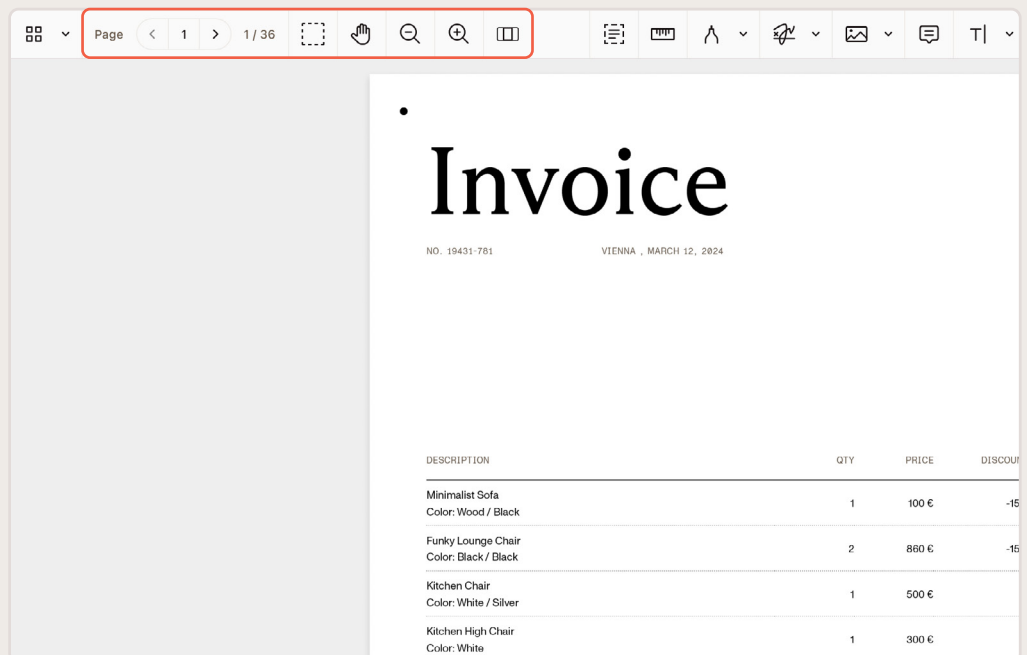 Page 1 1 / 36
T
Invoice
NO. 19431-781 VIENNA , MARCH 12, 2024
DESCRIPTION QTY PRICE
Minimalist Sofa
Color: Wood / Black 1 100 € -15
Funky Lounge Chair
Color: Black / Black 2 860 € -15
Kitchen Chair
Color: White / Silver 1 500 €
Kitchen High Chair
Color: White 1 300 €